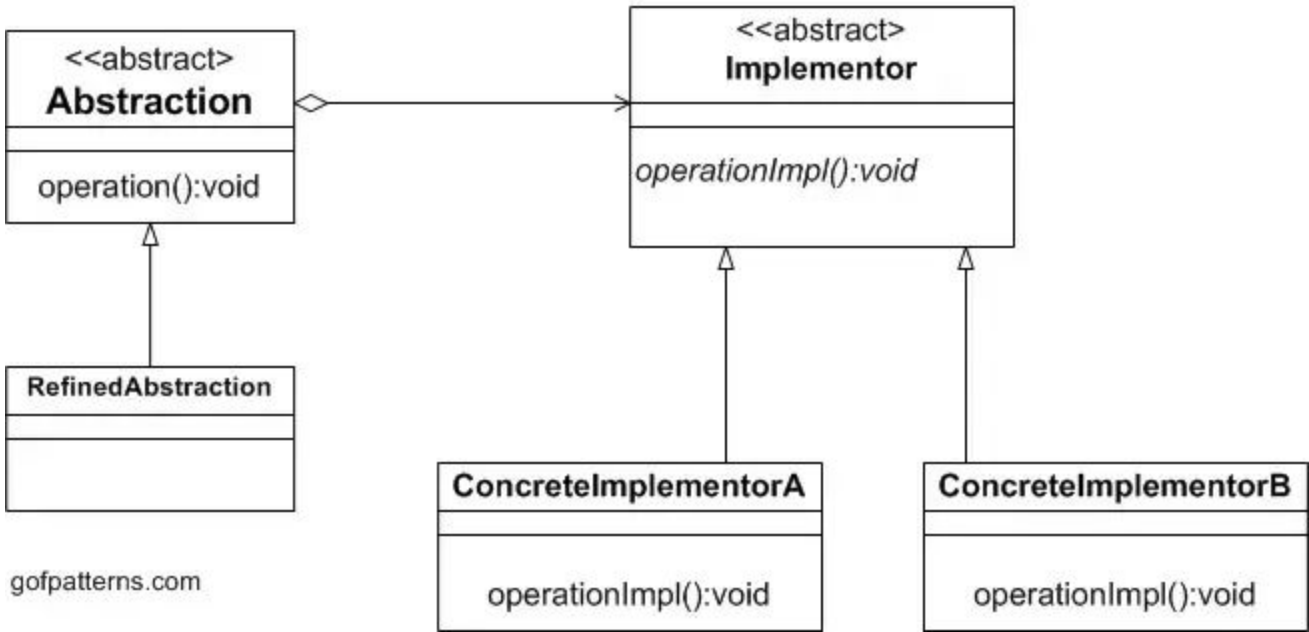 <<abstract>
Abstraction
operation():void
<<abstract>
Implementor
operationImpl():void
RefinedAbstraction
ConcreteImplementorA
operationImpl():void
ConcreteImplementorB
operationImpl():void
gofpatterns.com